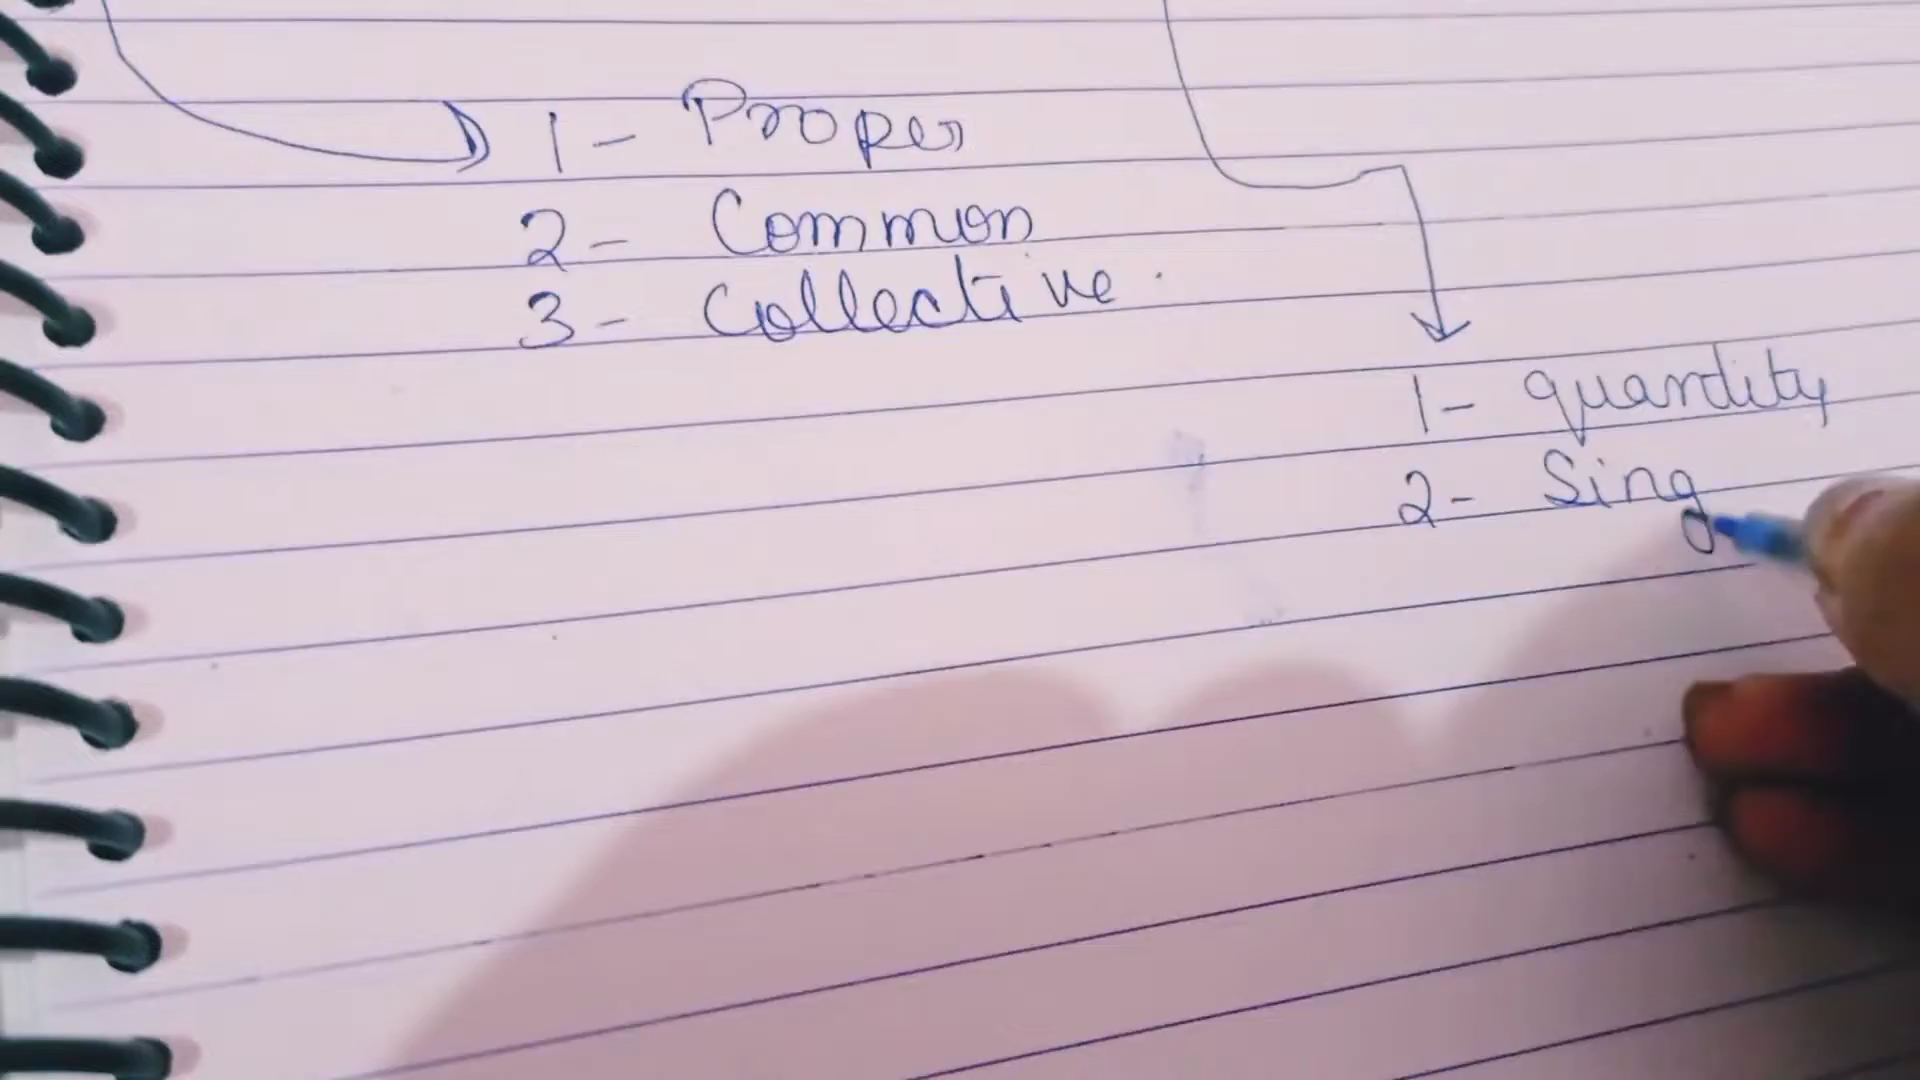 1 - Proper
2 - Common
3 - Collective
1 - quantity
2 - Sing